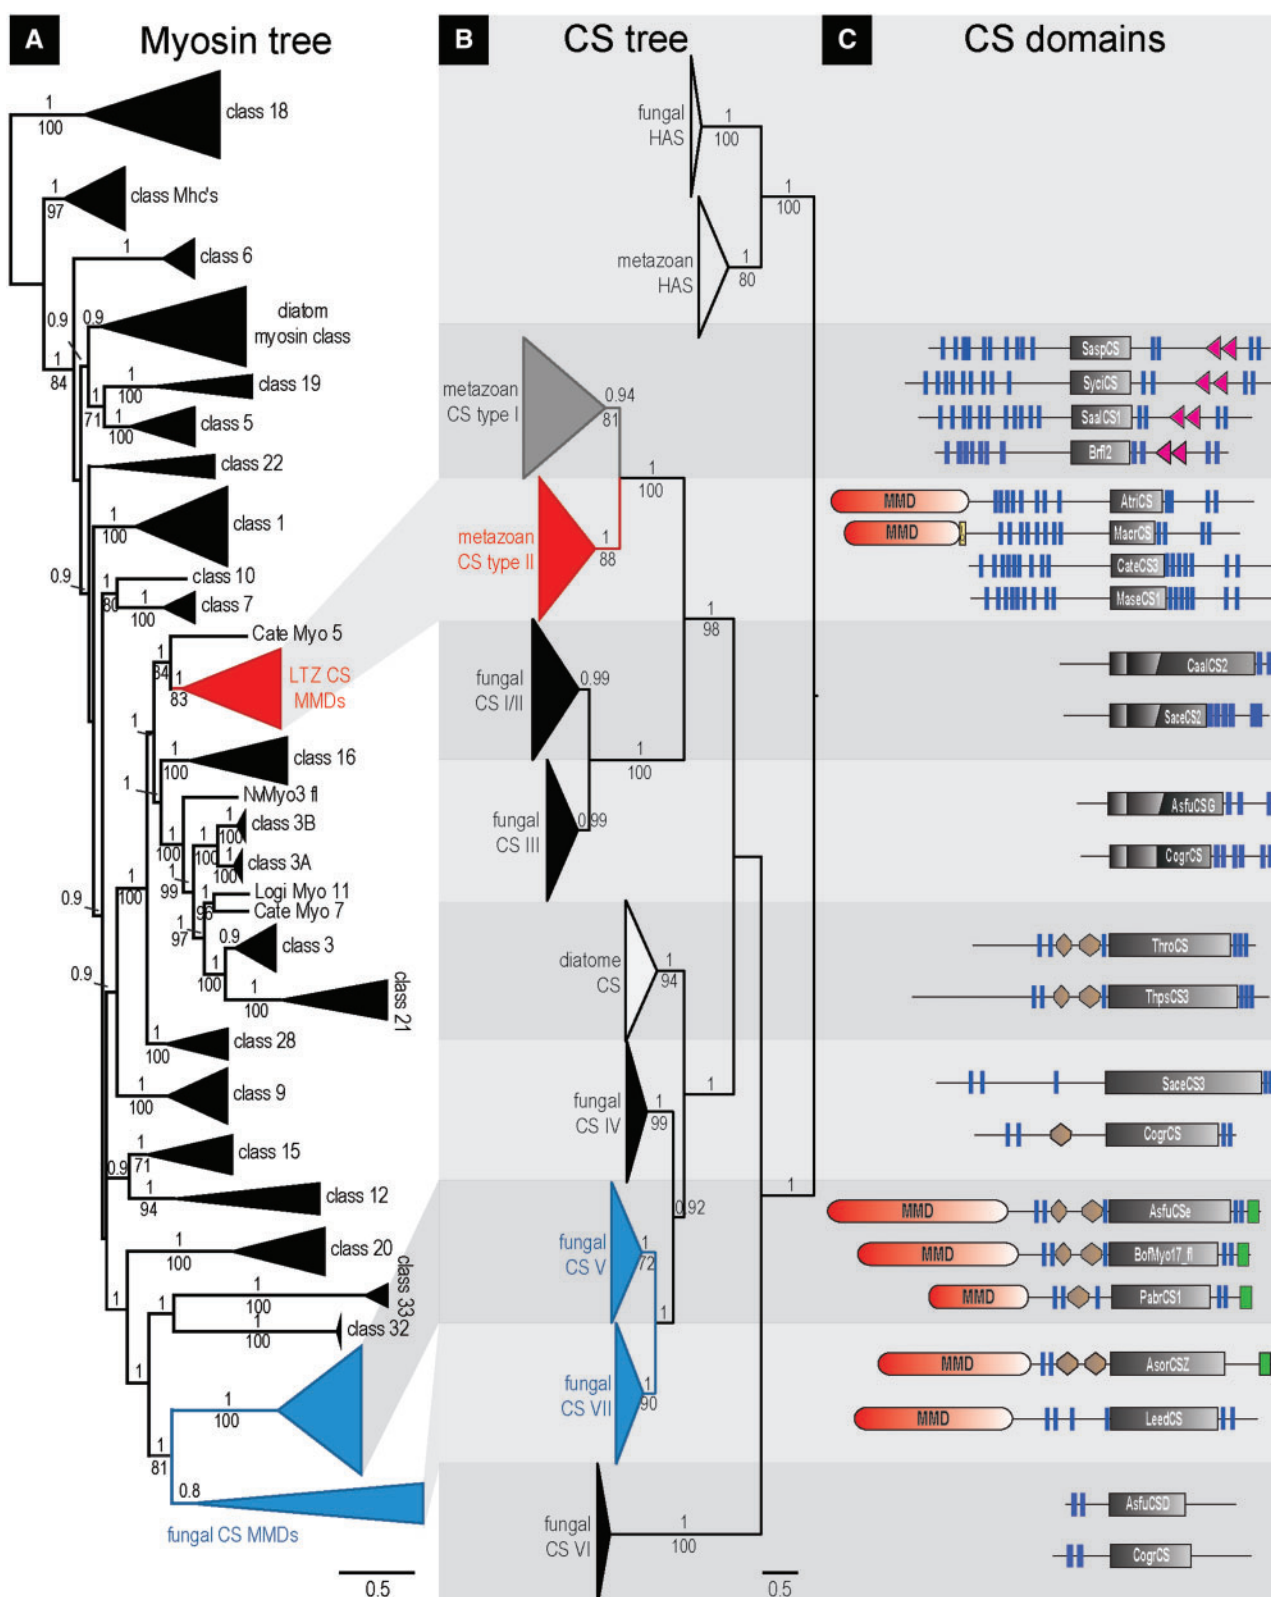 A Myosin tree
1
100
class 18
1
97
class Mhc's
1
class 6
0.9
0.9
diatom
myosin class
1
84
1
100
class 19
1
71
1
100
class 5
class 22
1
100
class 1
0.9
class 10
1
80
1
100
class 7
Cate Myo 5
1
84
1
83
LTZ CS
MMDs
1
1
100
class 16
1
NvMyo3 fl
1
100
class 3B
1
100
1
100
class 3A
1
100
1
99
Logi Myo 11
1
96
Cate Myo 7
1
97
0.9
class 3
1
100
1
100
class 21
0.9
0.9
1
100
class 28
1
100
class 9
0.9
1
71
class 15
1
94
class 12
1
100
class 20
1
1
100
class 33
1
1
100
class 32
1
1
100
1
81
0.8
fungal CS MMDs
0.5
B CS tree
fungal
HAS
1
100
1
100
metazoan
HAS
1
80
metazoan
CS type I
0.94
81
1
100
metazoan
CS type II
1
88
1
98
fungal
CS I/II
0.99
1
100
fungal
CS III
0.99
diatome
CS
1
94
1
fungal
CS IV
1
99
0.92
1
fungal
CS V
1
72
1
fungal
CS VII
1
90
fungal
CS VI
1
100
0.5
C CS domains
SaspCS
SyciCS
SaalCS1
Brfl2
MMD AtriCS
MMD MacrCS
CateCS3
MaseCS1
CaalCS2
SaceCS2
AsfuCSG
CogrCS
ThroCS
ThpsCS3
SaceCS3
CogrCS
MMD AsfuCSe
MMD BofMyo17_fl
MMD PabrCS1
MMD AsorCSZ
MMD LeedCS
AsfuCSD
CogrCS